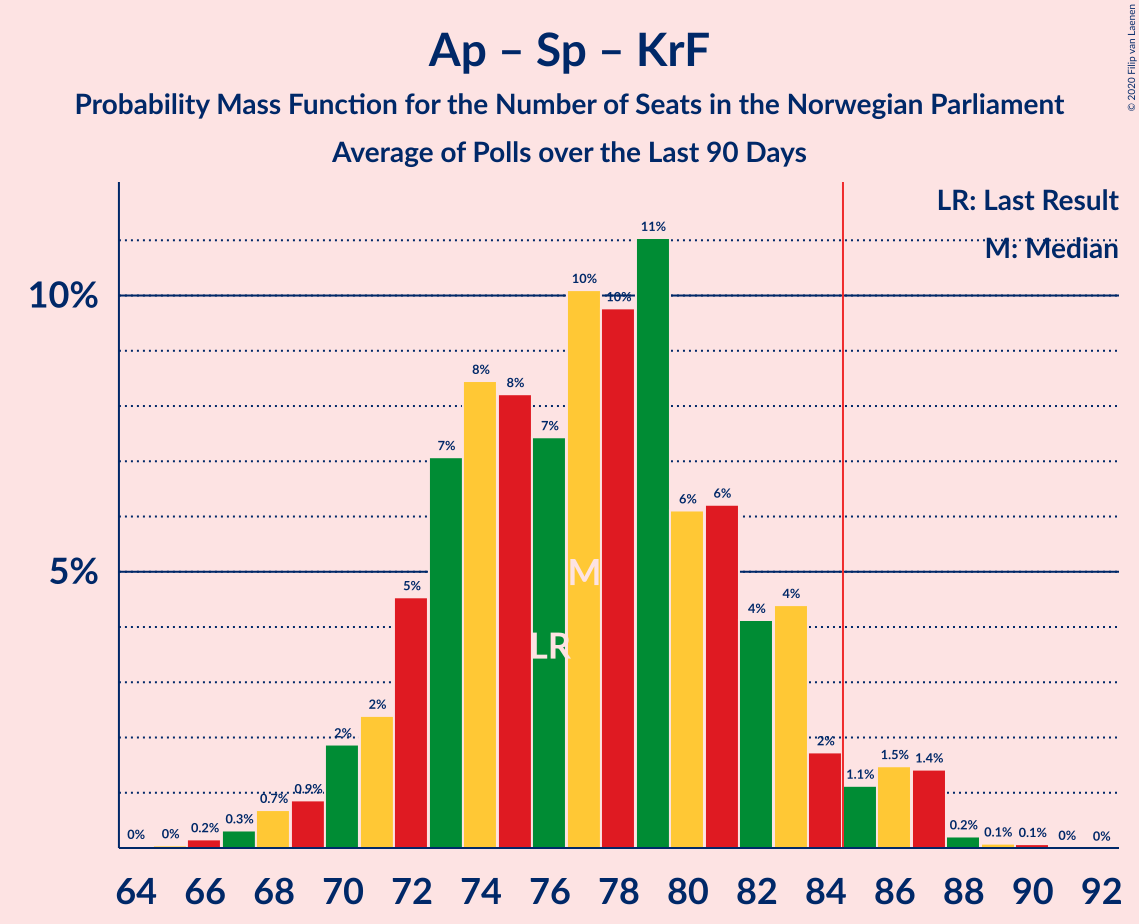 Ap – Sp – KrF
Probability Mass Function for the Number of Seats in the Norwegian Parliament
Average of Polls over the Last 90 Days
© 2020 Filip van Laenen
LR: Last Result
M: Median
10%
5%
0% 0% 0.2% 0.3% 0.7% 0.9% 2% 2% 5% 7% 8% 8% 7% 10% 10% 11% 6% 6% 4% 4% 2% 1.1% 1.5% 1.4% 0.2% 0.1% 0.1% 0% 0%
M
LR
64 66 68 70 72 74 76 78 80 82 84 86 88 90 92